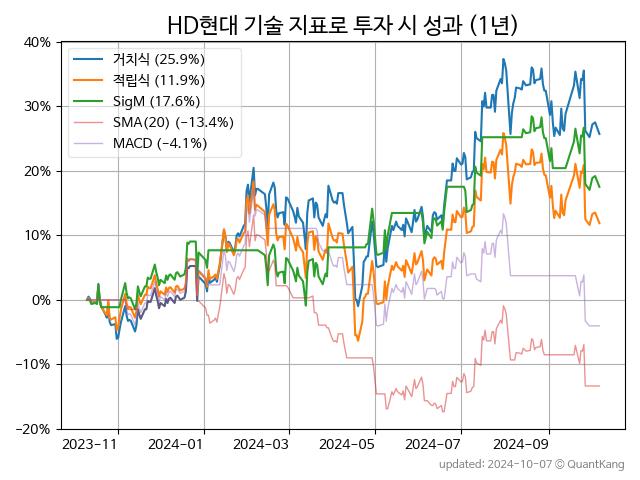 HD현대 기술 지표로 투자 시 성과 (1년)
40%
30%
20%
10%
0%
−10%
−20%
거치식 (25.9%)
적립식 (11.9%)
SigM (17.6%)
SMA(20) (−13.4%)
MACD (−4.1%)
2023-11
2024-01
2024-03
2024-05
2024-07
2024-09
updated: 2024-10-07 © QuantKang